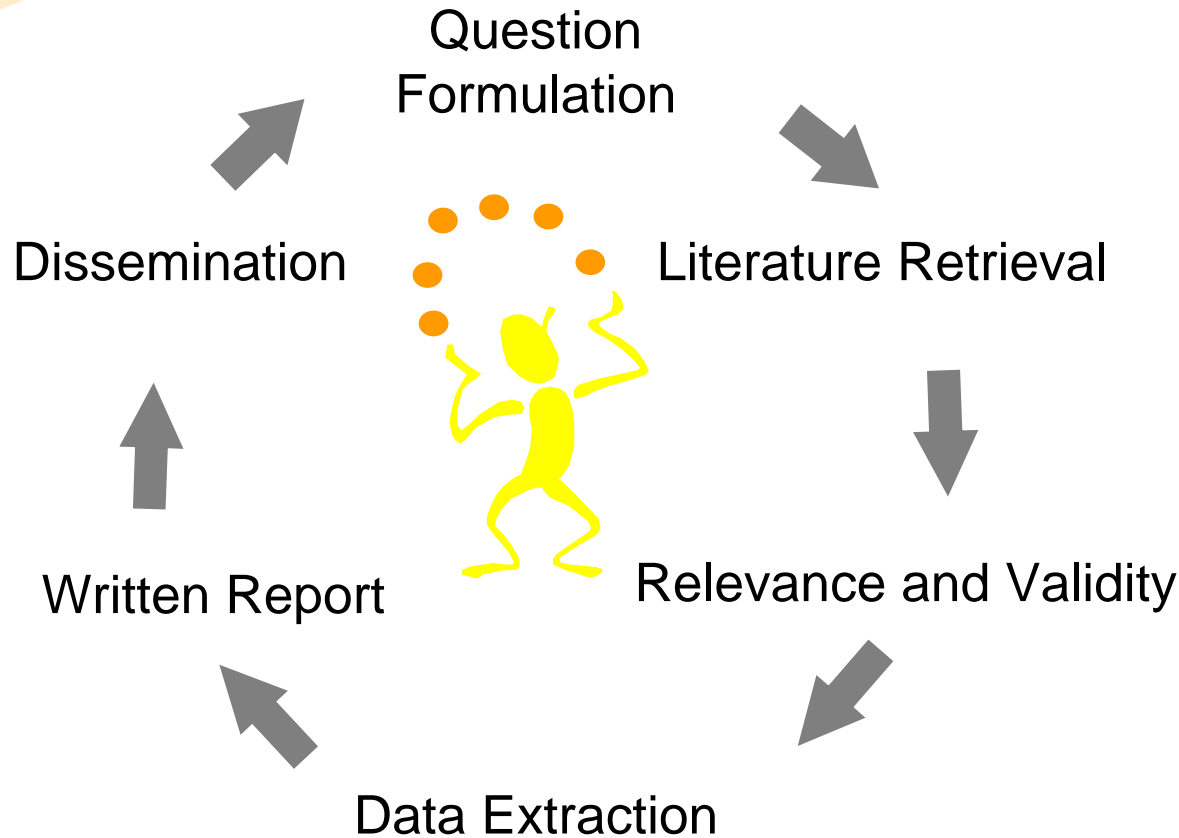 Question
Formulation
Dissemination
Literature Retrieval
Written Report
Relevance and Validity
Data Extraction